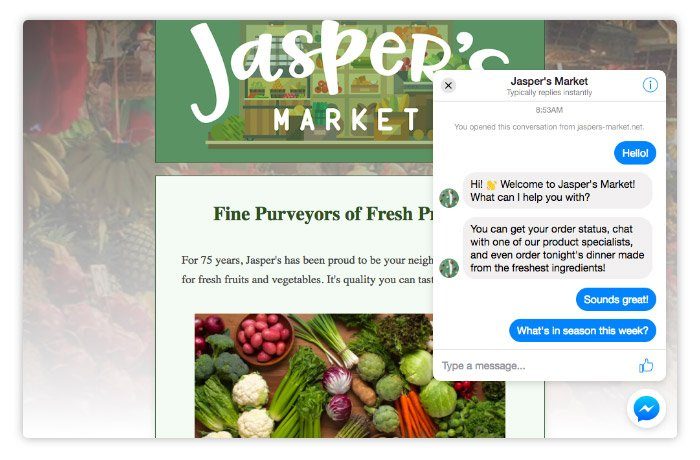 Jasper's
MARKET
Fine Purveyors of Fresh
For 75 years, Jasper's has been proud to be your
for fresh fruits and vegetables. It's quality you can
Jasper's Market
Typically replies instantly
8:53AM
You opened this conversation from jaspers-market.net.
Hello!
Hi! 👋 Welcome to Jasper's Market!
What can I help you with?
You can get your order status, chat
with one of our product specialists,
and even order tonight's dinner made
from the freshest ingredients!
Sounds great!
What's in season this week?
Type a message...